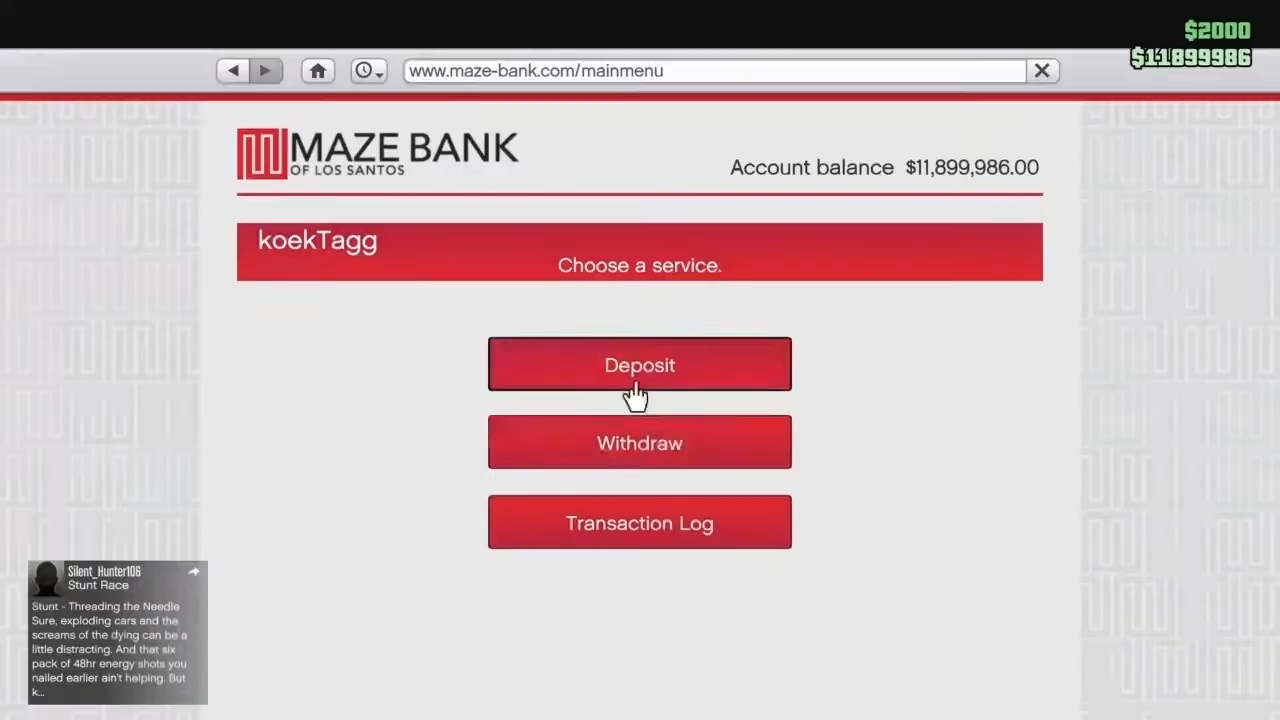 $2000
$11899986
www.maze-bank.com/mainmenu
MAZE BANK
OF LOS SANTOS
Account balance $11,899,986.00
koekTagg
Choose a service.
Deposit
Withdraw
Transaction Log
Silent_Hunter106
Stunt Race
Stunt - Threading the Needle
Sure, exploding cars and the
screams of the dying can be a
little distracting. And that six
pack of 48hr energy shots you
nailed earlier ain't helping. But
k...